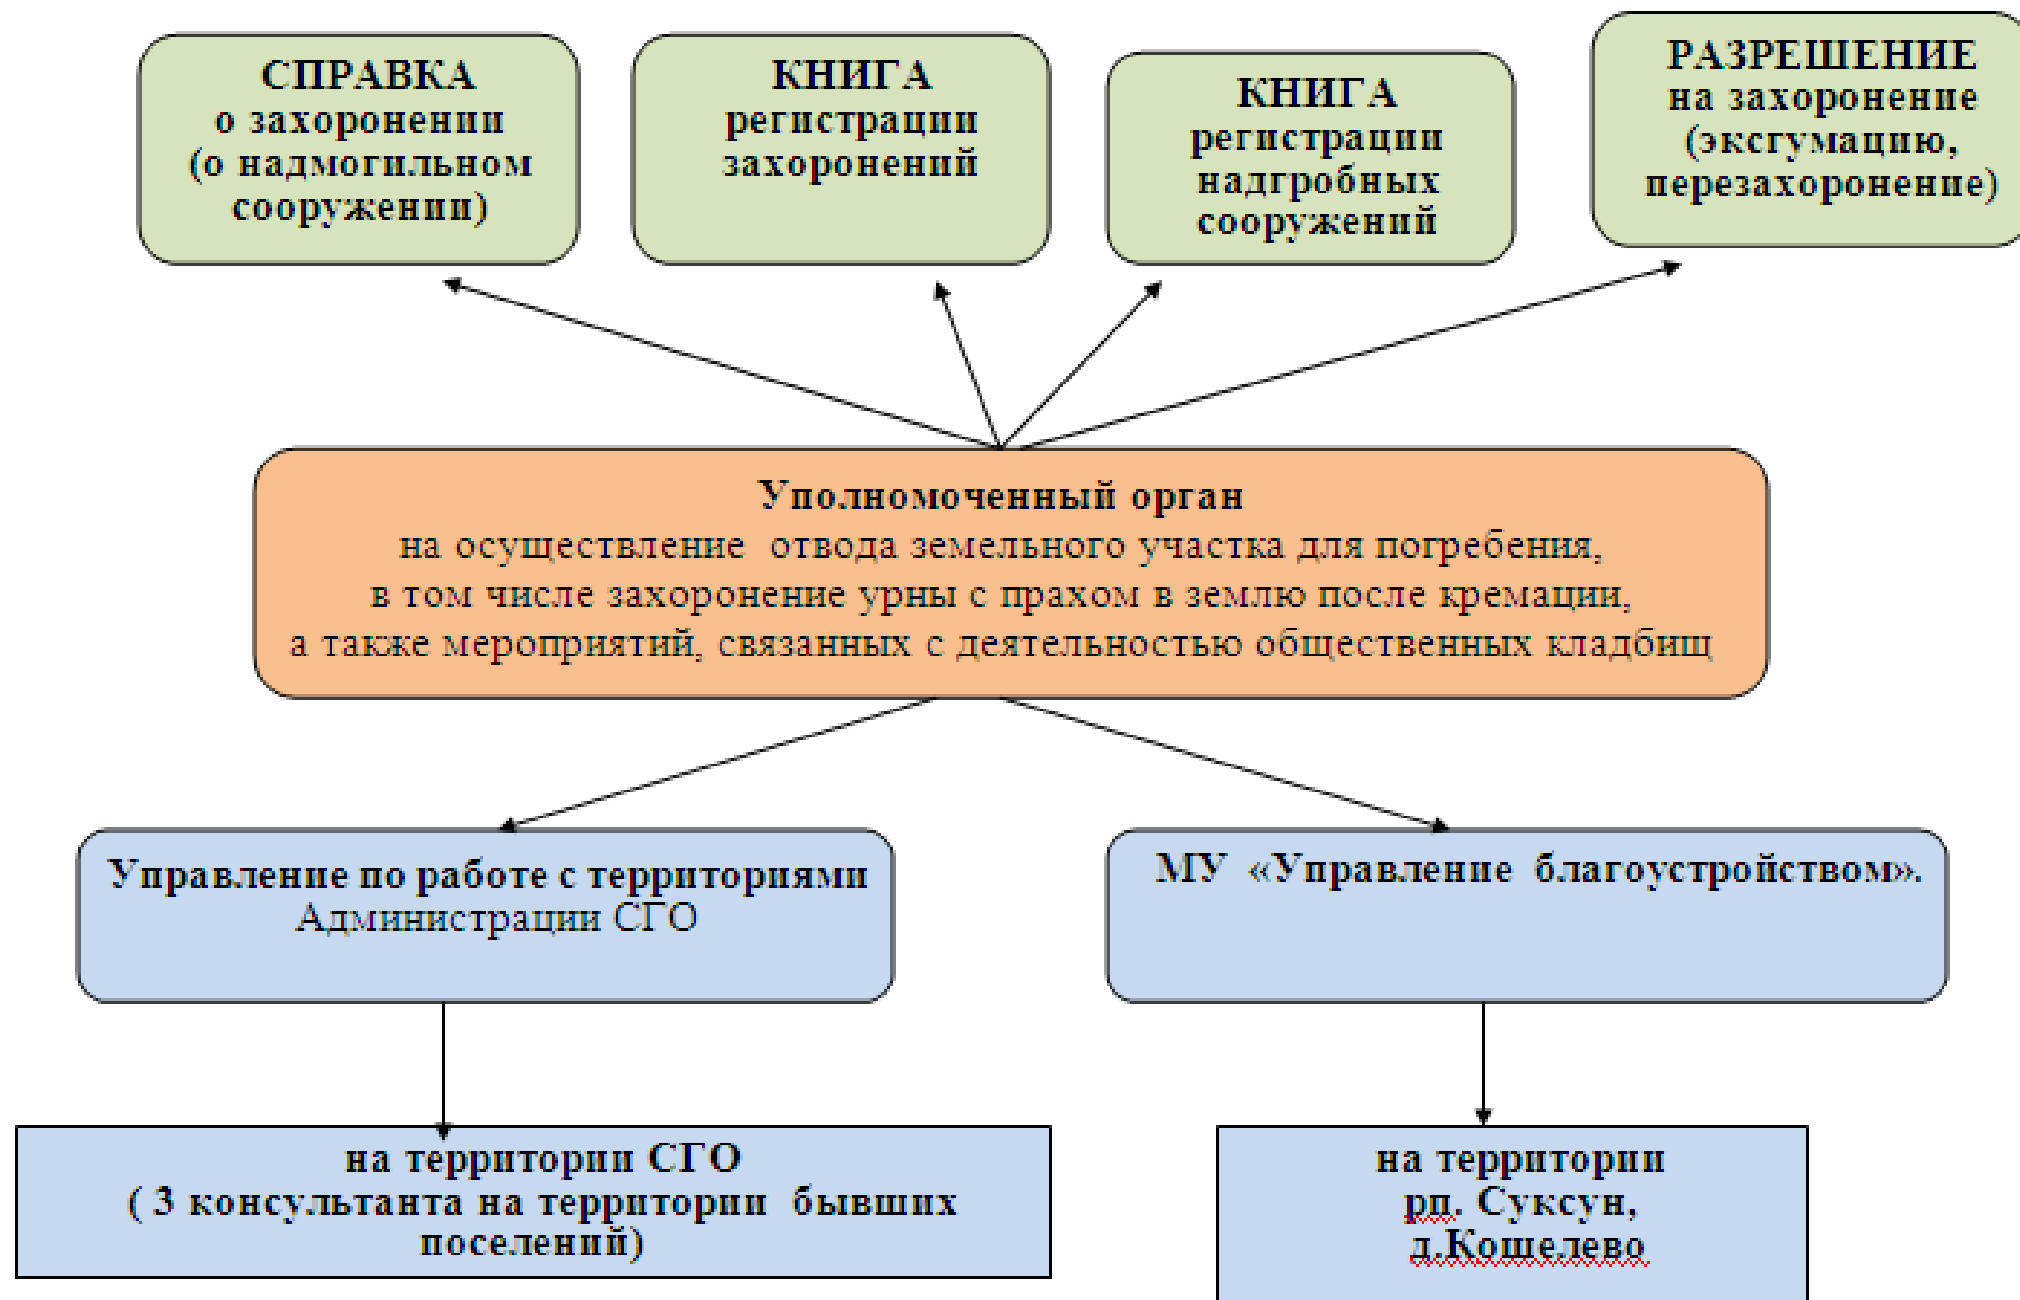 СПРАВКА
о захоронении
(о надмогильном
сооружении)
КНИГА
регистрации
захоронений
КНИГА
регистрации
надгробных
сооружений
РАЗРЕШЕНИЕ
на захоронение
(эксгумацию,
перезахоронение)
Уполномоченный орган
на осуществление отвода земельного участка для погребения,
в том числе захоронение урны с прахом в землю после кремации,
а также мероприятий, связанных с деятельностью общественных кладбищ
Управление по работе с территориями
Администрации СГО
МУ «Управление благоустройством».
на территории СГО
( 3 консультанта на территории бывших
поселений)
на территории
рп. Суксун,
д.Кошелево